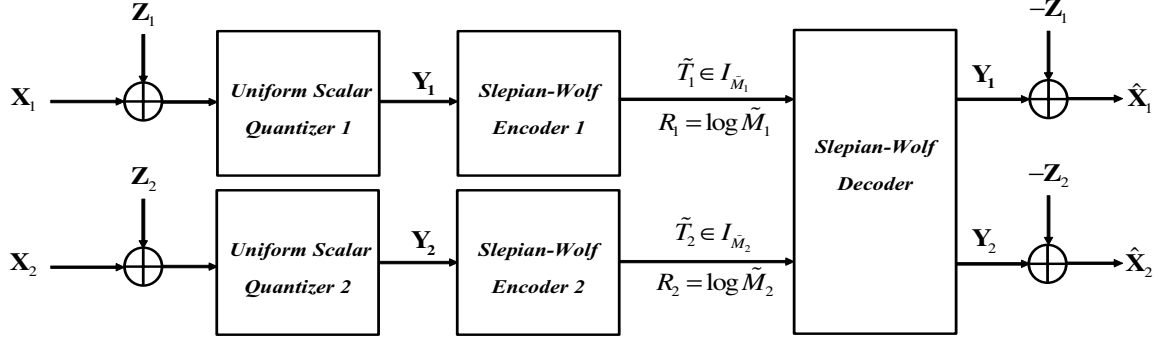 Z₁
−Z₁
X₁
Uniform Scalar
Quantizer 1
Y₁
Slepian-Wolf
Encoder 1
T̃₁ ∈ I_M̃₁
R₁ = log M̃₁
Y₁
X̂₁
Slepian-Wolf
Decoder
Z₂
−Z₂
X₂
Uniform Scalar
Quantizer 2
Y₂
Slepian-Wolf
Encoder 2
T̃₂ ∈ I_M̃₂
R₂ = log M̃₂
Y₂
X̂₂